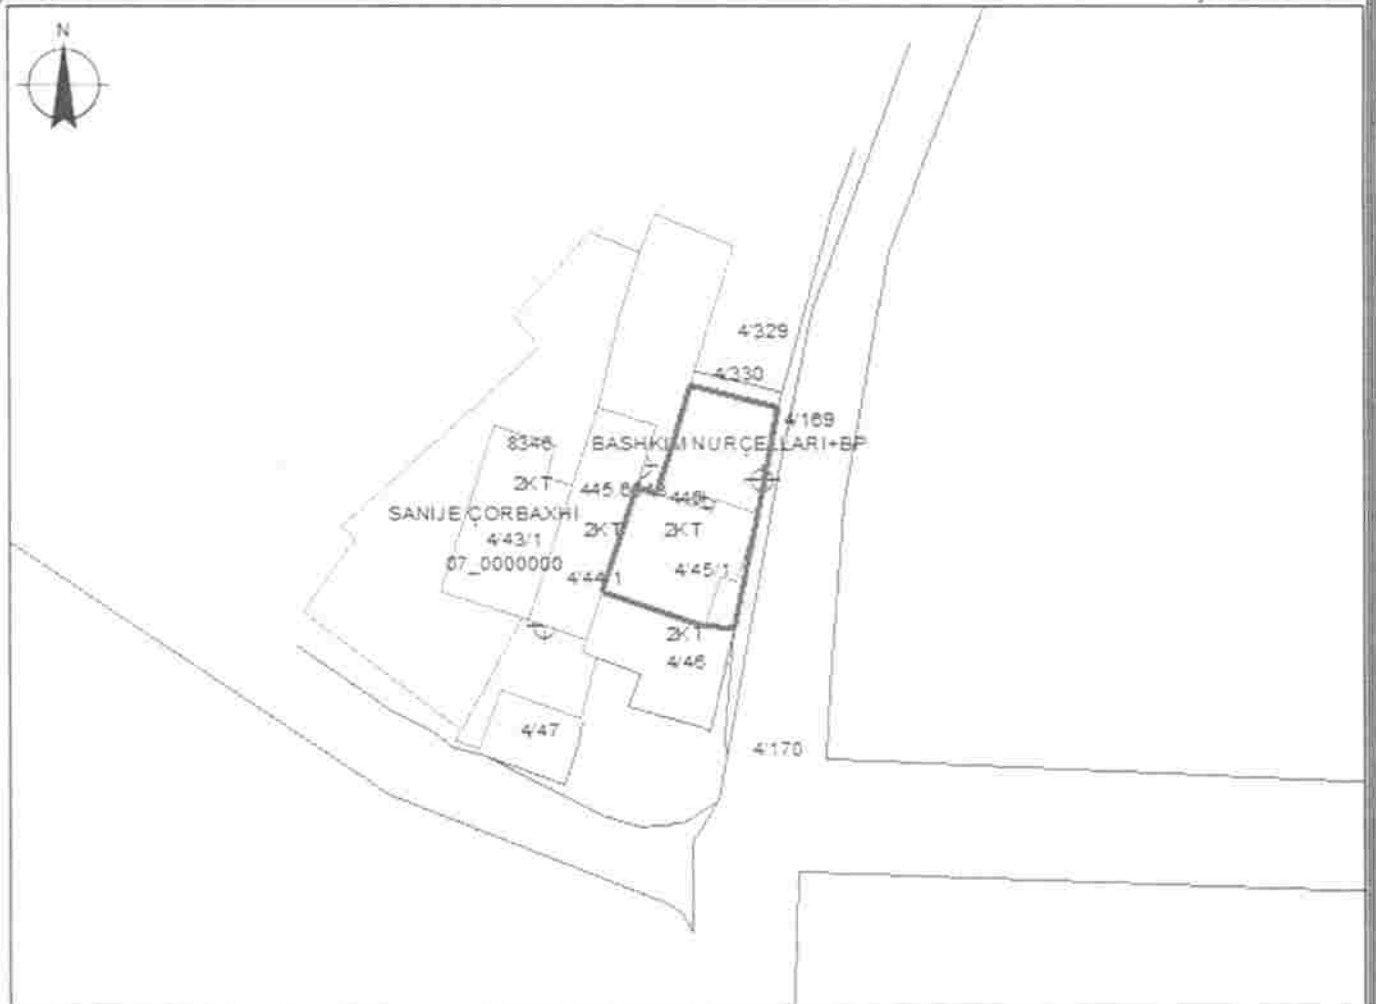 N
4/329
4/330
4/169
8346
BASHKIM NURÇELLARI+BP
2KT
SANIJE ÇORBAXHI
2KT
2KT
4/43/1
07_0000000
4/44/1
4/45/1
2KT
4/46
4/47
4/170